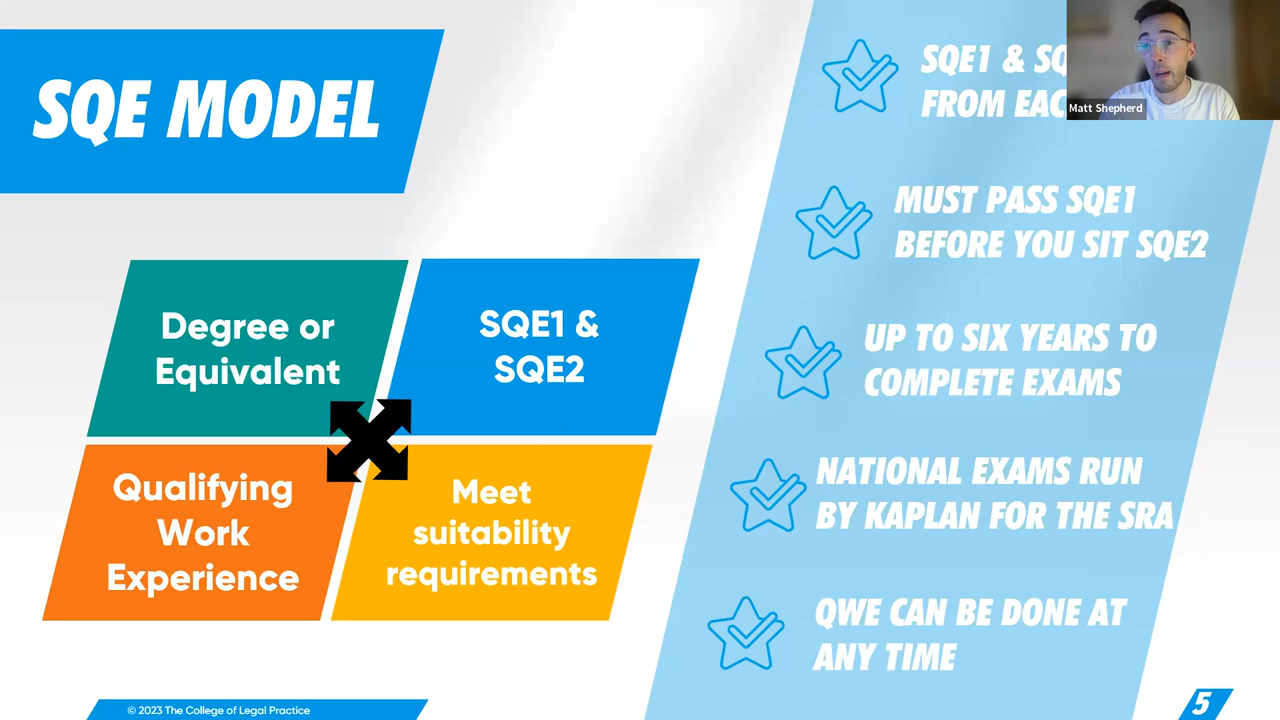 SQE MODEL
Degree or
Equivalent
SQE1 &
SQE2
Qualifying
Work
Experience
Meet
suitability
requirements
SQE1 &
FROM
MUST PASS SQE1
BEFORE YOU SIT SQE2
UP TO SIX YEARS TO
COMPLETE EXAMS
NATIONAL EXAMS RUN
BY KAPLAN FOR THE SRA
QWE CAN BE DONE AT
ANY TIME
Matt Shepherd
© 2023 The College of Legal Practice
5